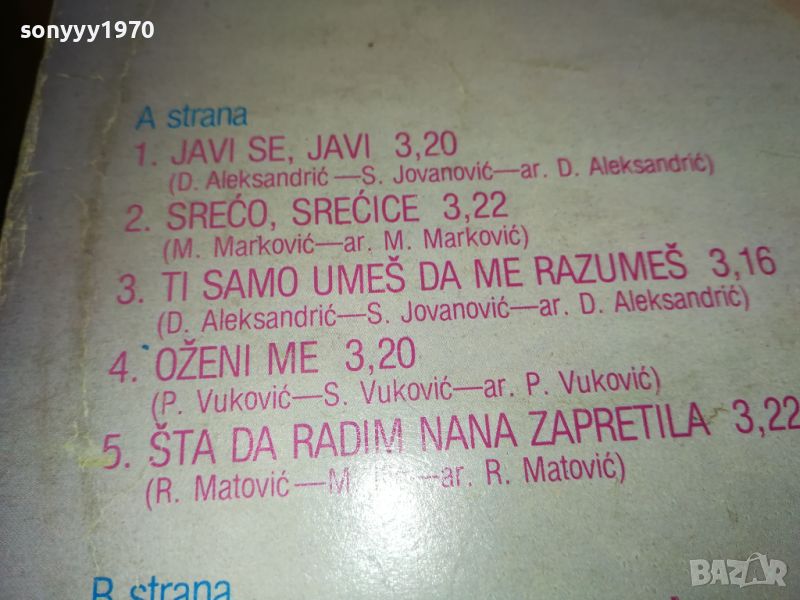 sonyyy1970
A strana
1. JAVI SE, JAVI 3,20
(D. Aleksandrić—S. Jovanović—ar. D. Aleksandrić)
2. SREĆO, SREĆICE 3,22
(M. Marković—ar. M. Marković)
3. TI SAMO UMEŠ DA ME RAZUMEŠ 3,16
(D. Aleksandrić—S. Jovanović—ar. D. Aleksandrić)
4. OŽENI ME 3,20
(P. Vuković—S. Vuković—ar. P. Vuković)
5. ŠTA DA RADIM NANA ZAPRETILA 3,22
(R. Matović—M. —ar. R. Matović)
B strana
BAZAR